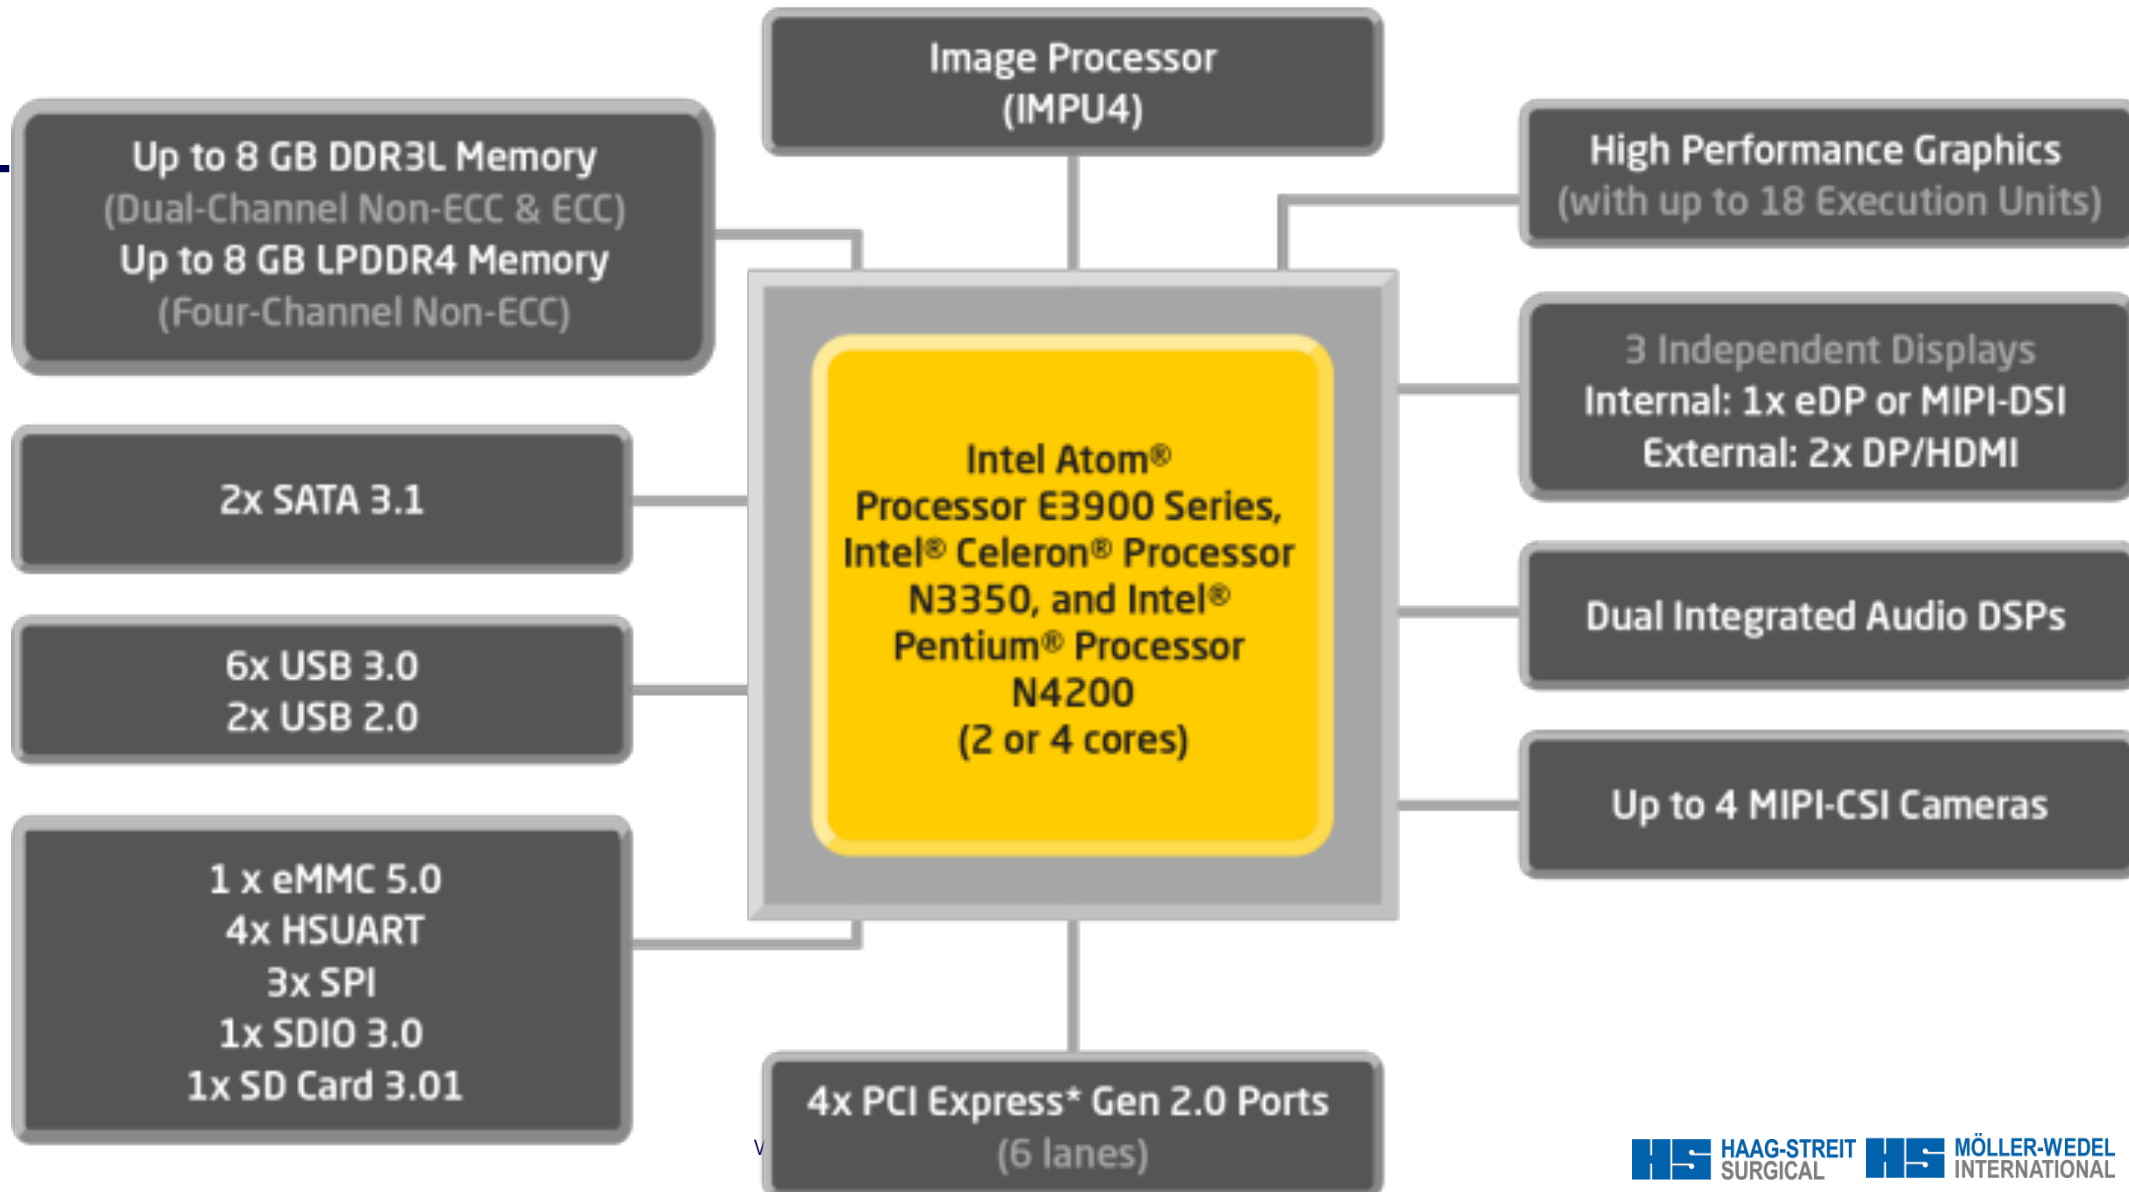 Image Processor
(IMPU4)
Up to 8 GB DDR3L Memory
(Dual-Channel Non-ECC & ECC)
Up to 8 GB LPDDR4 Memory
(Four-Channel Non-ECC)
High Performance Graphics
(with up to 18 Execution Units)
3 Independent Displays
Internal: 1x eDP or MIPI-DSI
External: 2x DP/HDMI
2x SATA 3.1
Intel Atom®
Processor E3900 Series,
Intel® Celeron® Processor
N3350, and Intel®
Pentium® Processor
N4200
(2 or 4 cores)
Dual Integrated Audio DSPs
6x USB 3.0
2x USB 2.0
Up to 4 MIPI-CSI Cameras
1 x eMMC 5.0
4x HSUART
3x SPI
1x SDIO 3.0
1x SD Card 3.01
4x PCI Express* Gen 2.0 Ports
(6 lanes)
HS HAAG-STREIT
SURGICAL
HS MÖLLER-WEDEL
INTERNATIONAL